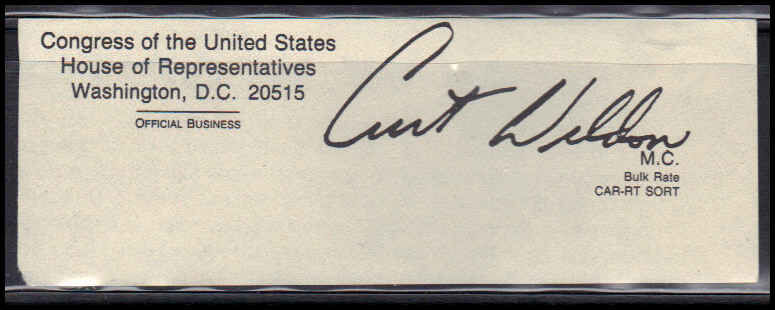 Congress of the United States
House of Representatives
Washington, D.C. 20515
OFFICIAL BUSINESS
Curt Weldon
M.C.
Bulk Rate
CAR-RT SORT